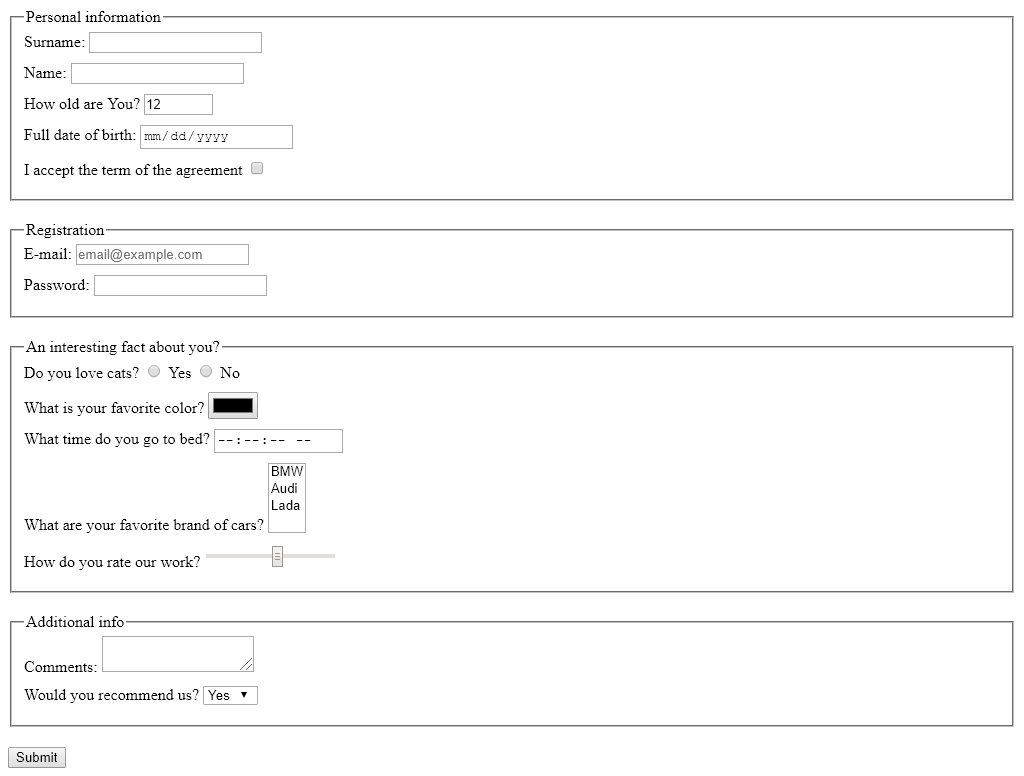 Personal information
Surname:
Name:
How old are You? 12
Full date of birth: mm/dd/yyyy
I accept the term of the agreement
Registration
E-mail: email@example.com
Password:
An interesting fact about you?
Do you love cats? Yes No
What is your favorite color?
What time do you go to bed? --:--:-- --
BMW
Audi
Lada
What are your favorite brand of cars?
How do you rate our work?
Additional info
Comments:
Would you recommend us? Yes
Submit